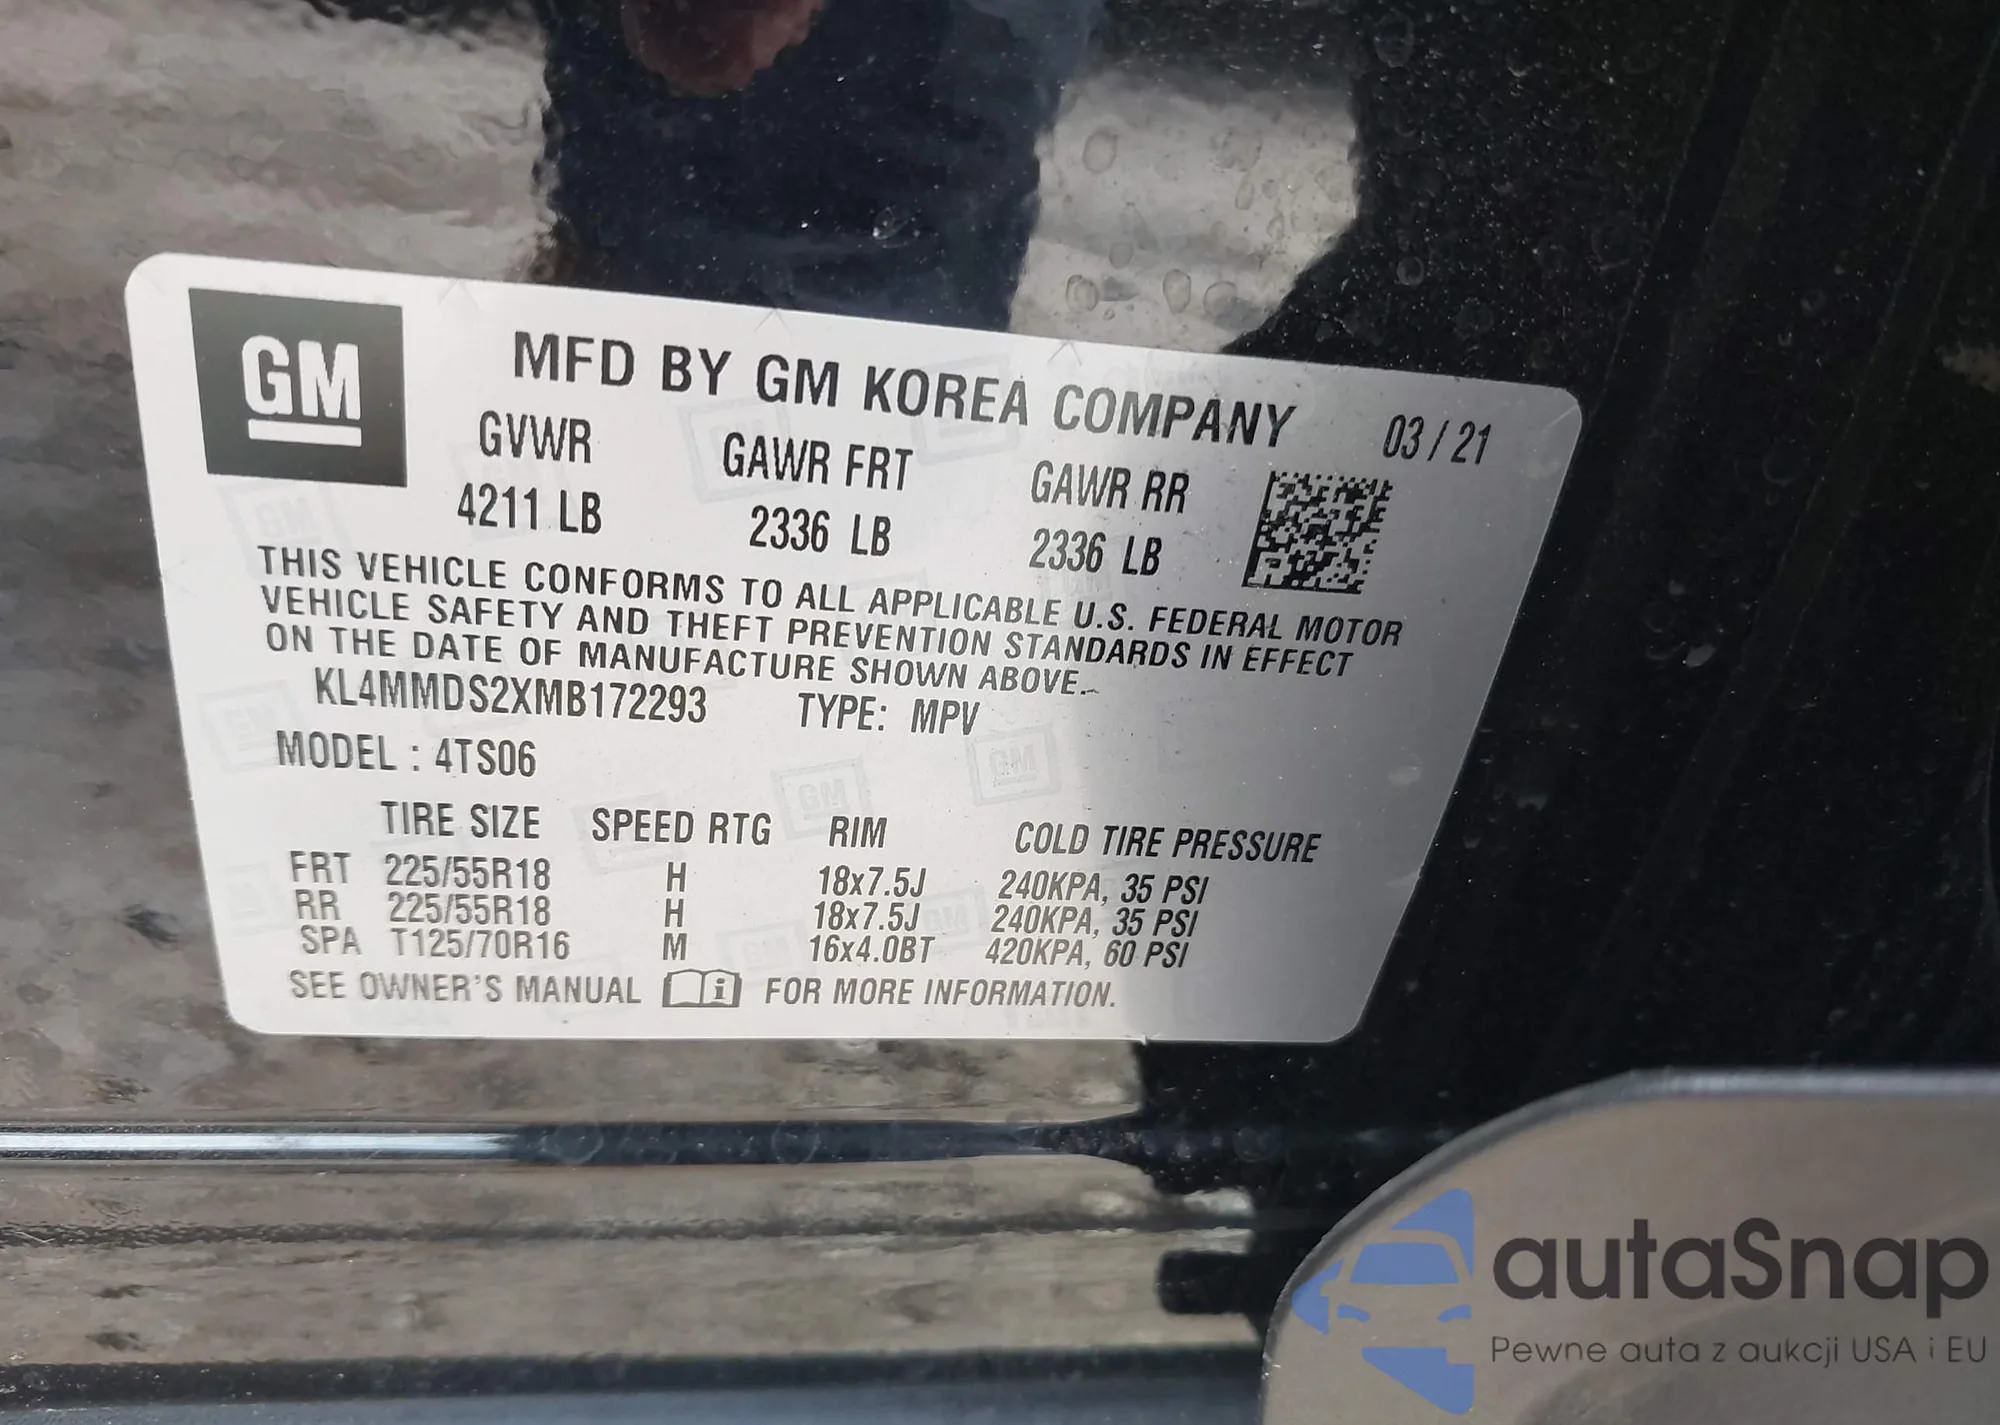 GM
MFD BY GM KOREA COMPANY 03 / 21
GVWR GAWR FRT GAWR RR
4211 LB 2336 LB 2336 LB
THIS VEHICLE CONFORMS TO ALL APPLICABLE U.S. FEDERAL MOTOR
VEHICLE SAFETY AND THEFT PREVENTION STANDARDS IN EFFECT
ON THE DATE OF MANUFACTURE SHOWN ABOVE.
KL4MMDS2XMB172293 TYPE: MPV
MODEL : 4TS06
TIRE SIZE SPEED RTG RIM COLD TIRE PRESSURE
FRT 225/55R18 H 18x7.5J 240KPA, 35 PSI
RR 225/55R18 H 18x7.5J 240KPA, 35 PSI
SPA T125/70R16 M 16x4.0BT 420KPA, 60 PSI
SEE OWNER'S MANUAL i FOR MORE INFORMATION.
autaSnap
Pewne auta z aukcji USA i EU